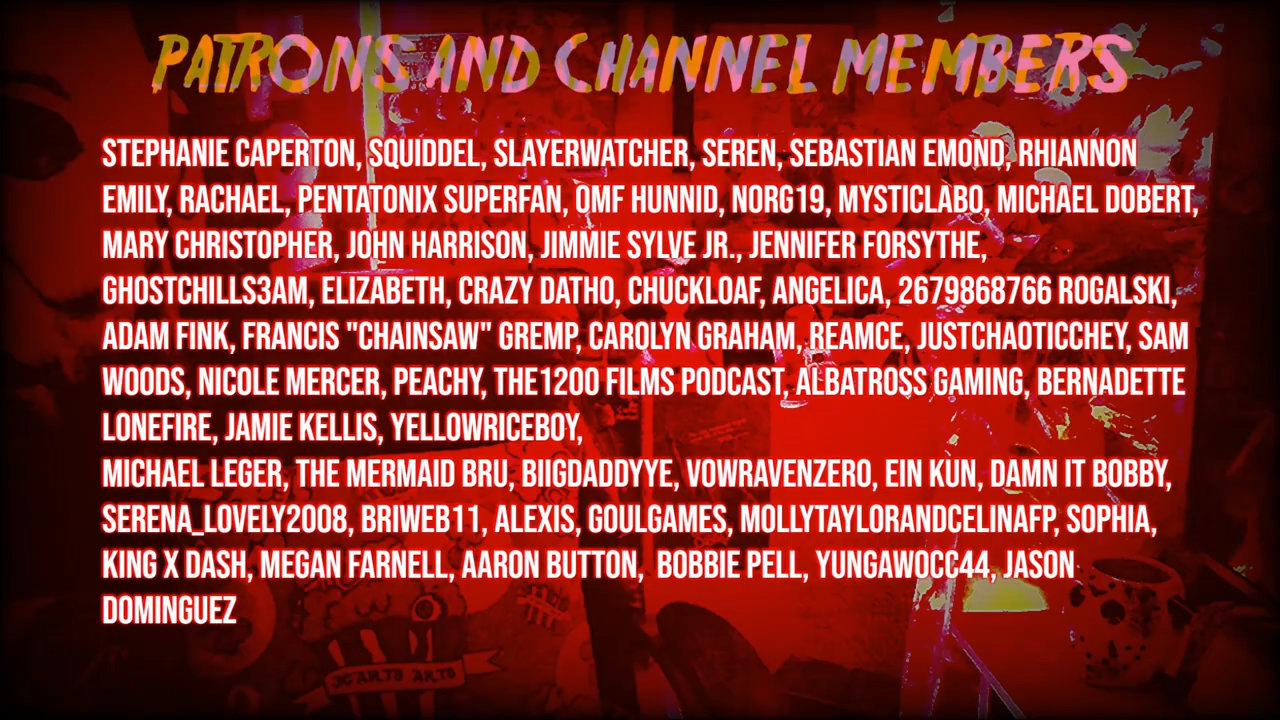 PATRONS AND CHANNEL MEMBERS
STEPHANIE CAPERTON, SQUIDDEL, SLAYERWATCHER, SEREN, SEBASTIAN EMOND, RHIANNON
EMILY, RACHAEL, PENTATONIX SUPERFAN, OMF HUNNID, NORG19, MYSTICLABO, MICHAEL DOBERT,
MARY CHRISTOPHER, JOHN HARRISON, JIMMIE SYLVE JR., JENNIFER FORSYTHE,
GHOSTCHILLS3AM, ELIZABETH, CRAZY DATHO, CHUCKLOAF, ANGELICA, 2679868766 ROGALSKI,
ADAM FINK, FRANCIS "CHAINSAW" GREMP, CAROLYN GRAHAM, REAMCE, JUSTCHAOTICCHEY, SAM
WOODS, NICOLE MERCER, PEACHY, THE1200 FILMS PODCAST, ALBATROSS GAMING, BERNADETTE
LONEFIRE, JAMIE KELLIS, YELLOWRICEBOY,
MICHAEL LEGER, THE MERMAID BRU, BIIGDADDYYE, VOWRAVENZERO, EIN KUN, DAMN IT BOBBY,
SERENA_LOVELY2008, BRIWEB11, ALEXIS, GOULGAMES, MOLLYTAYLORANDCELINAFP, SOPHIA,
KING X DASH, MEGAN FARNELL, AARON BUTTON,  BOBBIE PELL, YUNGAWOCC44, JASON
DOMINGUEZ
JG ARTS ARTS